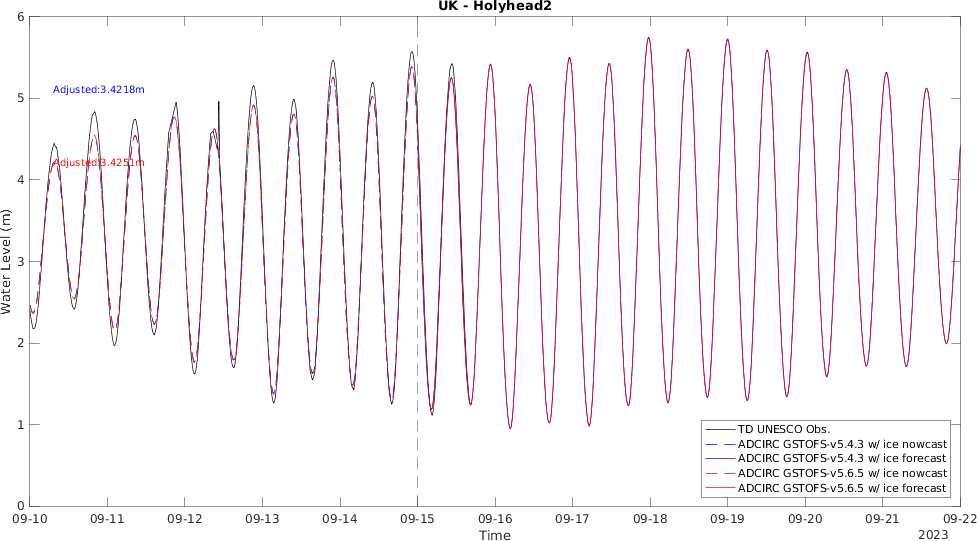 UK - Holyhead2
6
5
4
3
2
1
0
Water Level (m)
Adjusted:3.4218m
Adjusted:3.4251m
TD UNESCO Obs.
ADCIRC GSTOFS-v5.4.3 w/ ice nowcast
ADCIRC GSTOFS-v5.4.3 w/ ice forecast
ADCIRC GSTOFS-v5.6.5 w/ ice nowcast
ADCIRC GSTOFS-v5.6.5 w/ ice forecast
09-10 09-11 09-12 09-13 09-14 09-15 09-16 09-17 09-18 09-19 09-20 09-21 09-22
Time
2023